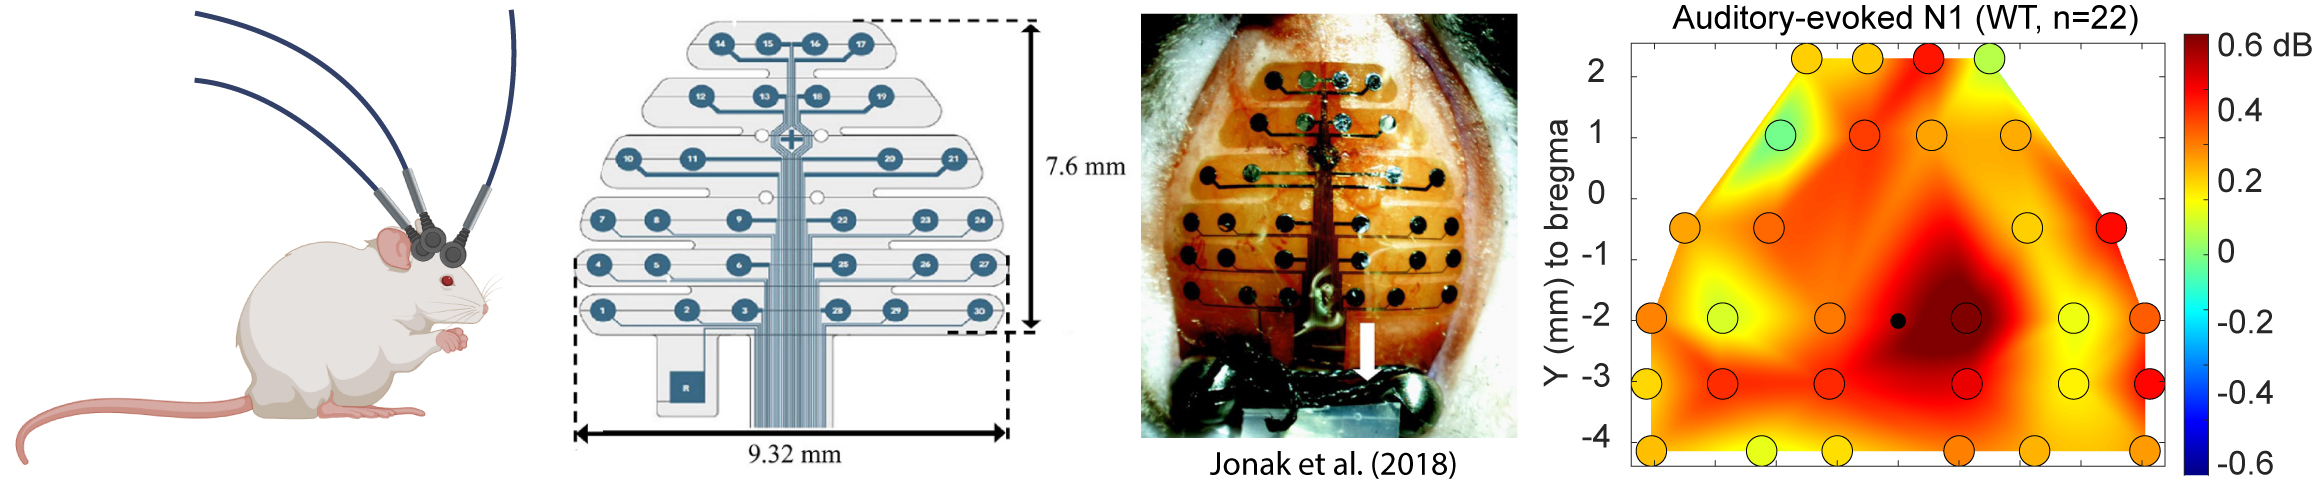 14 15 16 17
12 13 18 19
10 11 20 21
7 8 9 22 23 24
4 5 6 25 26 27
1 2 3 28 29 30
R
7.6 mm
9.32 mm
Jonak et al. (2018)
Auditory-evoked N1 (WT, n=22)
Y (mm) to bregma
2
1
0
-1
-2
-3
-4
0.6 dB
0.4
0.2
0
-0.2
-0.4
-0.6